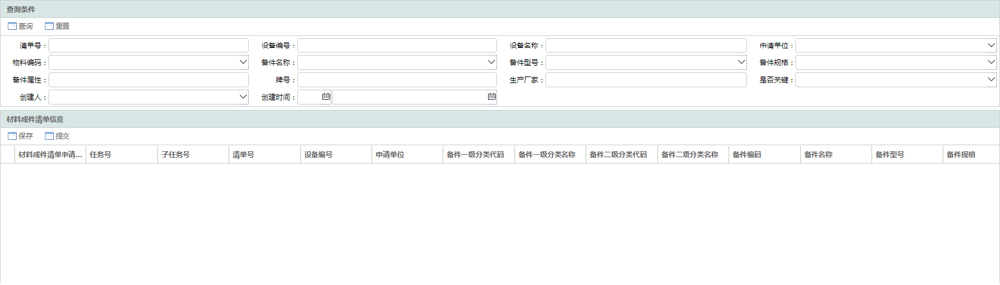 查询条件
查询 重置
清单号： 设备编号： 设备名称： 申请单位：
物料编码： 备件名称： 备件型号： 备件规格：
备件属性： 牌号： 生产厂家： 是否关键：
创建人： 创建时间：
材料成件清单信息
保存 提交
材料成件清单申请... 任务号 子任务号 清单号 设备编号 申请单位 备件一级分类代码 备件一级分类名称 备件二级分类代码 备件二级分类名称 备件编码 备件名称 备件型号 备件规格